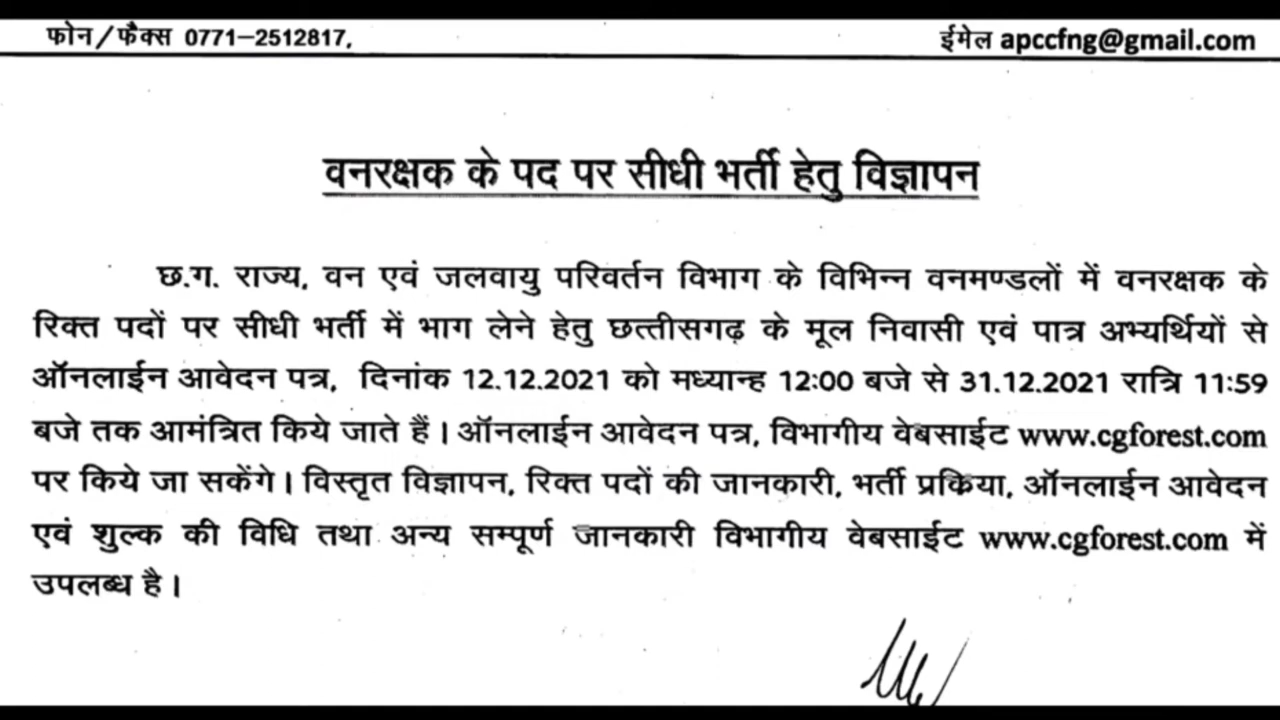 फोन/फैक्स 0771-2512817, ईमेल apccfng@gmail.com
वनरक्षक के पद पर सीधी भर्ती हेतु विज्ञापन
छ.ग. राज्य, वन एवं जलवायु परिवर्तन विभाग के विभिन्न वनमण्डलों में वनरक्षक के
रिक्त पदों पर सीधी भर्ती में भाग लेने हेतु छत्तीसगढ़ के मूल निवासी एवं पात्र अभ्यर्थियों से
ऑनलाईन आवेदन पत्र, दिनांक 12.12.2021 को मध्यान्ह 12:00 बजे से 31.12.2021 रात्रि 11:59
बजे तक आमंत्रित किये जाते हैं। ऑनलाईन आवेदन पत्र, विभागीय वेबसाईट www.cgforest.com
पर किये जा सकेंगे। विस्तृत विज्ञापन, रिक्त पदों की जानकारी, भर्ती प्रकिया, ऑनलाईन आवेदन
एवं शुल्क की विधि तथा अन्य सम्पूर्ण जानकारी विभागीय वेबसाईट www.cgforest.com में
उपलब्ध है।